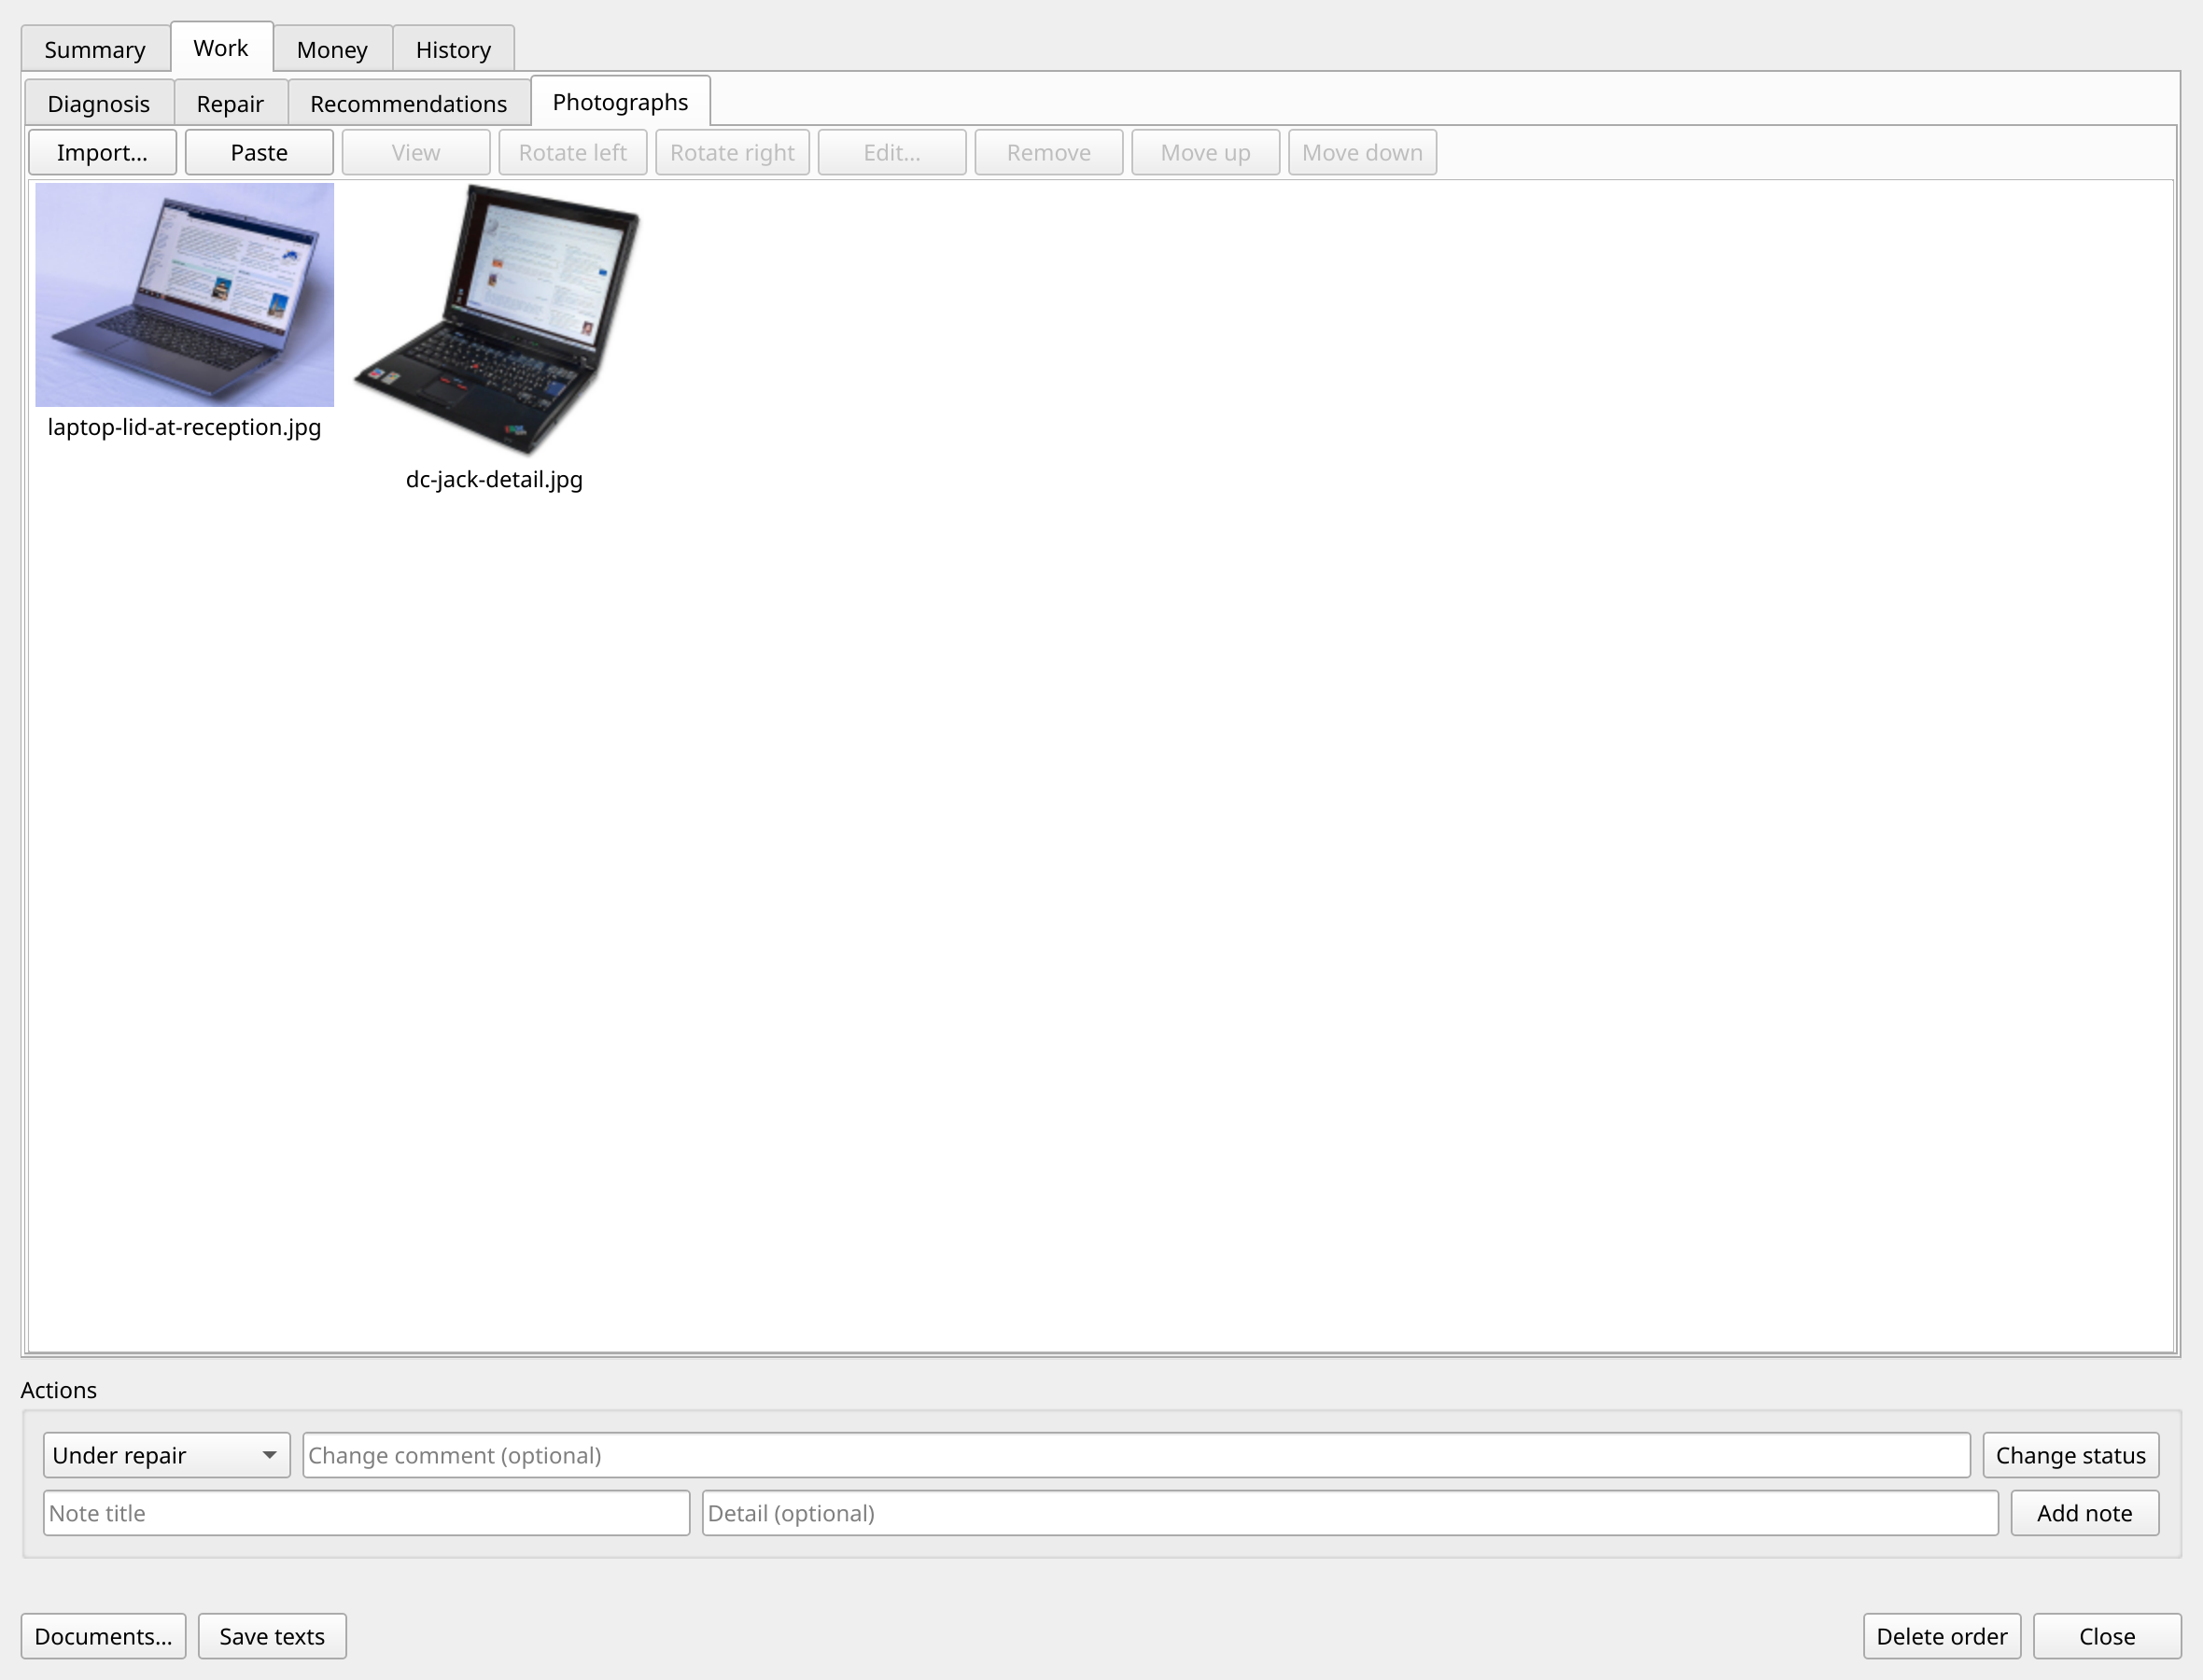 Summary Work Money History
Diagnosis Repair Recommendations Photographs
Import... Paste View Rotate left Rotate right Edit... Remove Move up Move down
laptop-lid-at-reception.jpg
dc-jack-detail.jpg
Actions
Under repair Change comment (optional) Change status
Note title Detail (optional) Add note
Documents... Save texts Delete order Close